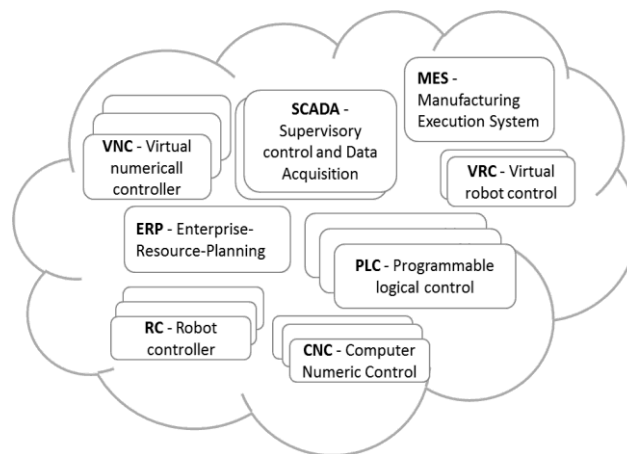 MES -
Manufacturing
Execution System
SCADA -
Supervisory
control and Data
Acquisition
VNC - Virtual
numericall
controller
VRC - Virtual
robot control
ERP - Enterprise-
Resource-Planning
PLC - Programmable
logical control
RC - Robot
controller
CNC - Computer
Numeric Control